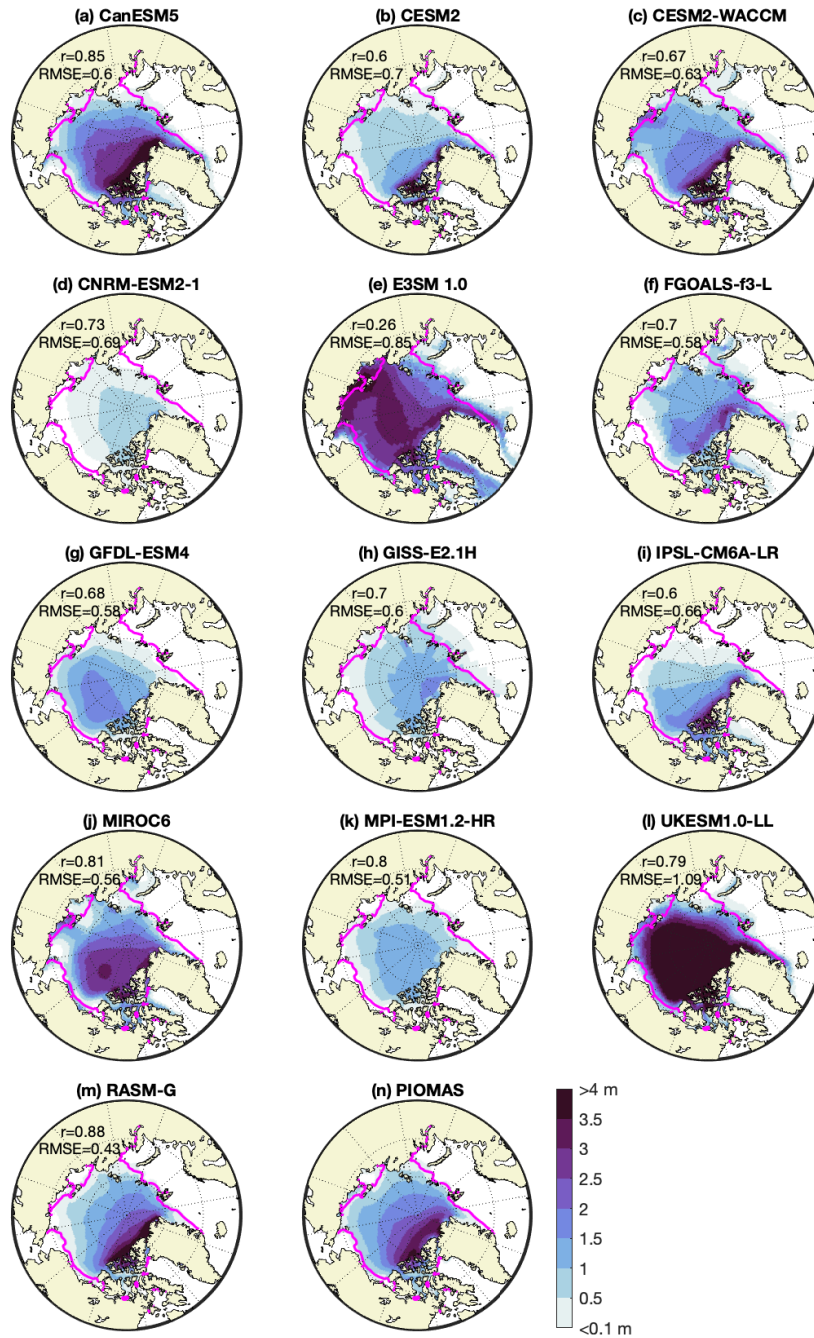 (a) CanESM5
r=0.85
RMSE=0.6
(b) CESM2
r=0.6
RMSE=0.7
(c) CESM2-WACCM
r=0.67
RMSE=0.63
(d) CNRM-ESM2-1
r=0.73
RMSE=0.69
(e) E3SM 1.0
r=0.26
RMSE=0.85
(f) FGOALS-f3-L
r=0.7
RMSE=0.58
(g) GFDL-ESM4
r=0.68
RMSE=0.58
(h) GISS-E2.1H
r=0.7
RMSE=0.6
(i) IPSL-CM6A-LR
r=0.6
RMSE=0.66
(j) MIROC6
r=0.81
RMSE=0.56
(k) MPI-ESM1.2-HR
r=0.8
RMSE=0.51
(l) UKESM1.0-LL
r=0.79
RMSE=1.09
(m) RASM-G
r=0.88
RMSE=0.43
(n) PIOMAS
>4 m
3.5
3
2.5
2
1.5
1
0.5
<0.1 m